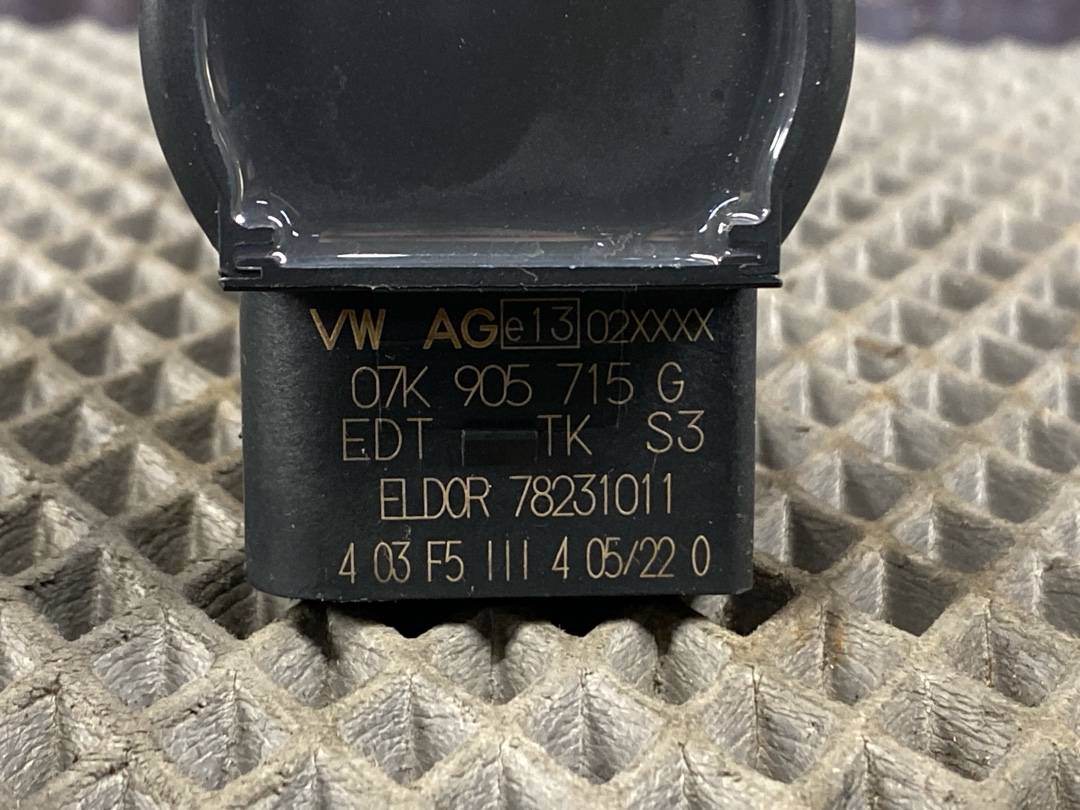 VW AG e13 02XXXX
07K 905 715 G
EDT TK S3
ELDOR 78231011
4 03 F5 III 4 05/22 0